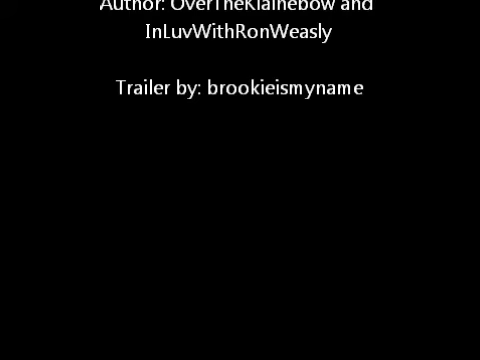 Author: OverTheKlainebow and
InLuvWithRonWeasly
Trailer by: brookieismyname